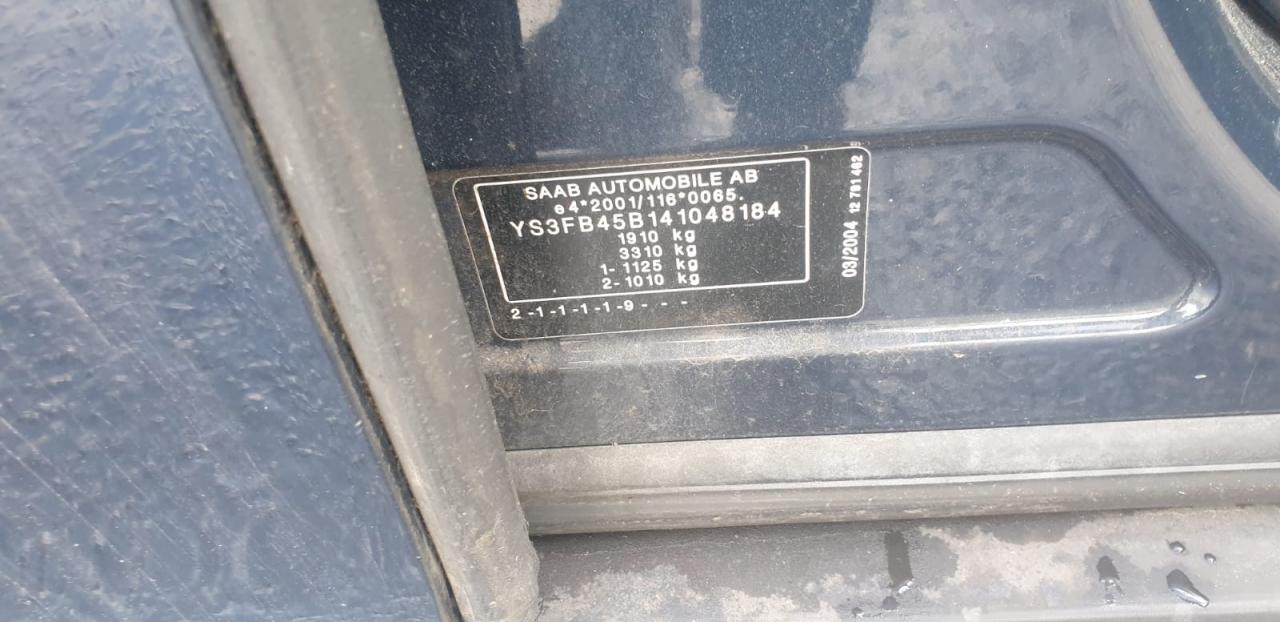 SAAB AUTOMOBILE AB
e4*2001/116*0065.
YS3FB45B141048184
1910 kg
3310 kg
1- 1125 kg
2- 1010 kg
2 -1 -1 -1 -1 -9 - - -
03/2004 12 781 462